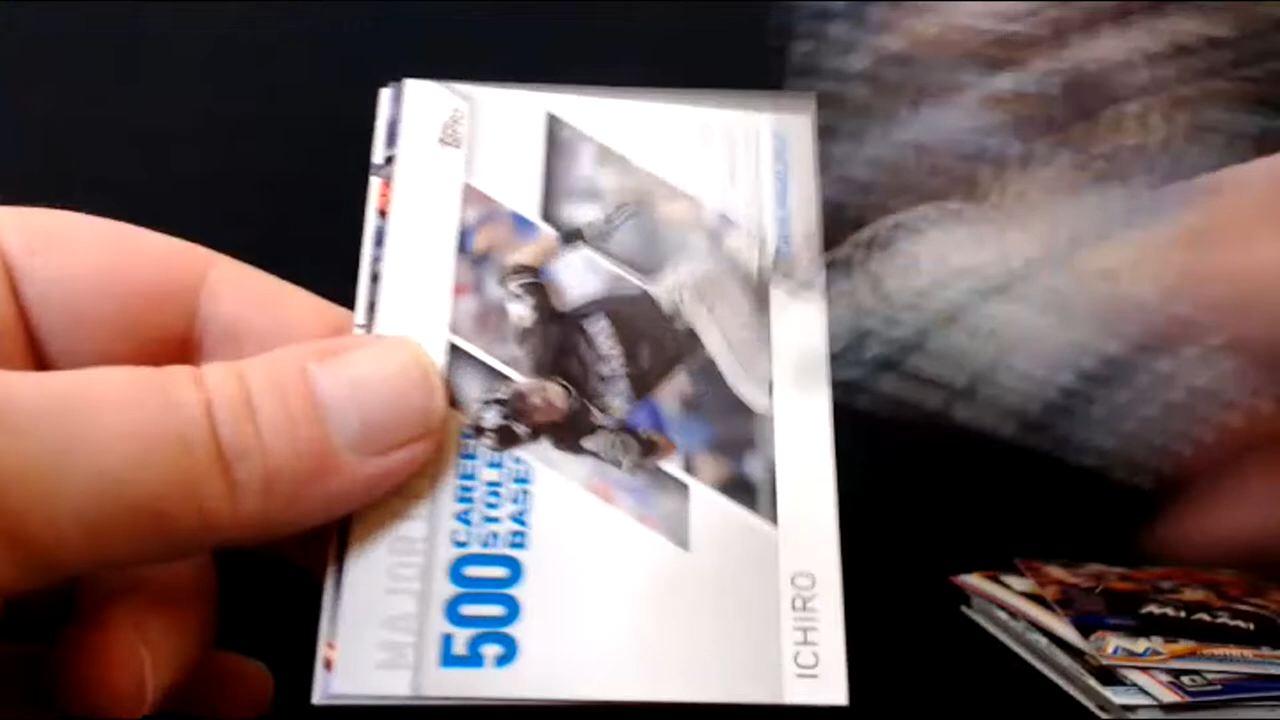 Topps
MAJOR
500
CAREER
STOLEN
BASES
ICHIRO
MIAMI